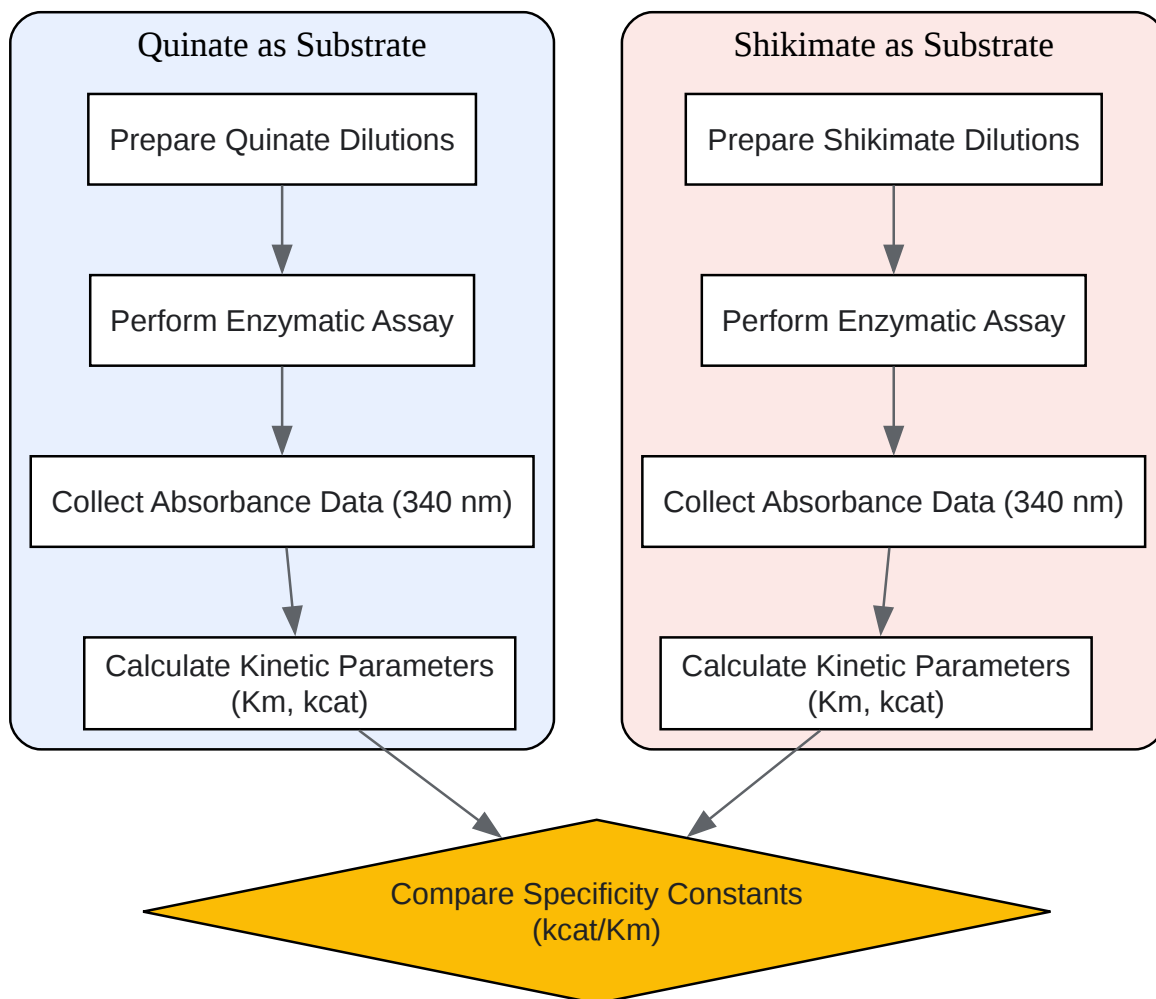 Quinate as Substrate
Prepare Quinate Dilutions
Perform Enzymatic Assay
Collect Absorbance Data (340 nm)
Calculate Kinetic Parameters
(Km, kcat)
Shikimate as Substrate
Prepare Shikimate Dilutions
Perform Enzymatic Assay
Collect Absorbance Data (340 nm)
Calculate Kinetic Parameters
(Km, kcat)
Compare Specificity Constants
(kcat/Km)